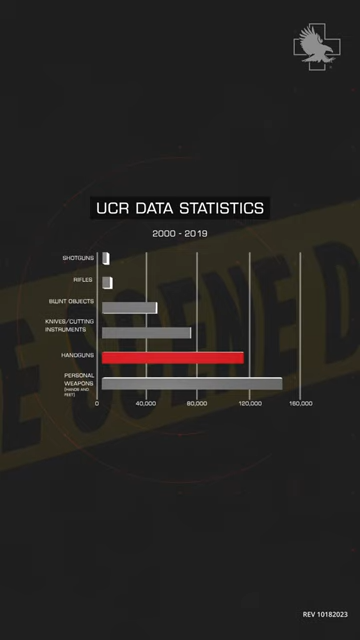 UCR DATA STATISTICS
2000 - 2019
SHOTGUNS
RIFLES
BLUNT OBJECTS
KNIVES/CUTTING
INSTRUMENTS
HANDGUNS
PERSONAL
WEAPONS
(HANDS AND
FEET)
0 40,000 80,000 120,000 160,000
E SCENE D
REV 10182023